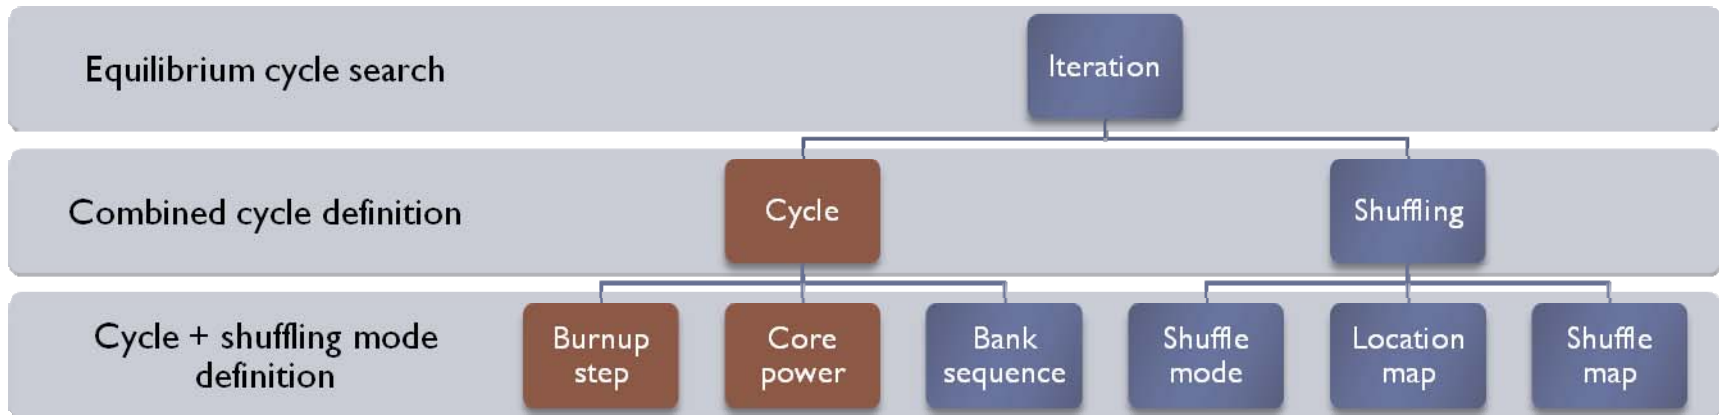 Equilibrium cycle search
Iteration
Combined cycle definition
Cycle
Shuffling
Cycle + shuffling mode
definition
Burnup
step
Core
power
Bank
sequence
Shuffle
mode
Location
map
Shuffle
map